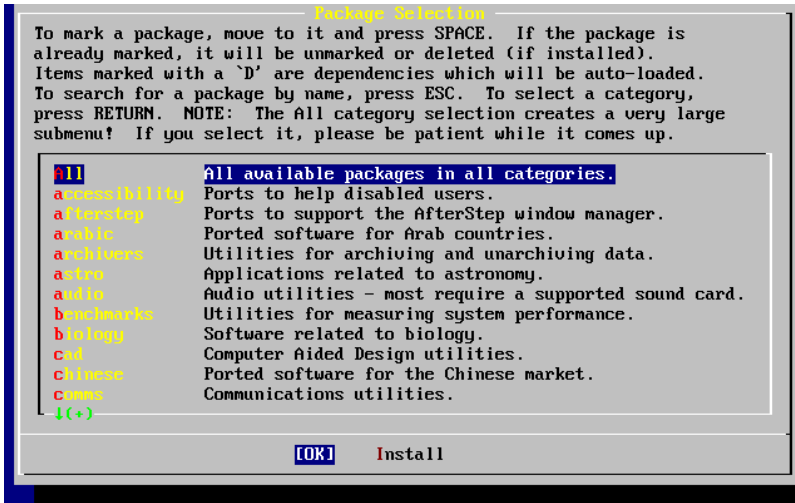 Package Selection
To mark a package, move to it and press SPACE.  If the package is
already marked, it will be unmarked or deleted (if installed).
Items marked with a `D' are dependencies which will be auto-loaded.
To search for a package by name, press ESC.  To select a category,
press RETURN.  NOTE:  The All category selection creates a very large
submenu!  If you select it, please be patient while it comes up.
All All available packages in all categories.
accessibility Ports to help disabled users.
afterstep Ports to support the AfterStep window manager.
arabic Ported software for Arab countries.
archivers Utilities for archiving and unarchiving data.
astro Applications related to astronomy.
audio Audio utilities - most require a supported sound card.
benchmarks Utilities for measuring system performance.
biology Software related to biology.
cad Computer Aided Design utilities.
chinese Ported software for the Chinese market.
comms Communications utilities.
↓(+)
[OK] Install